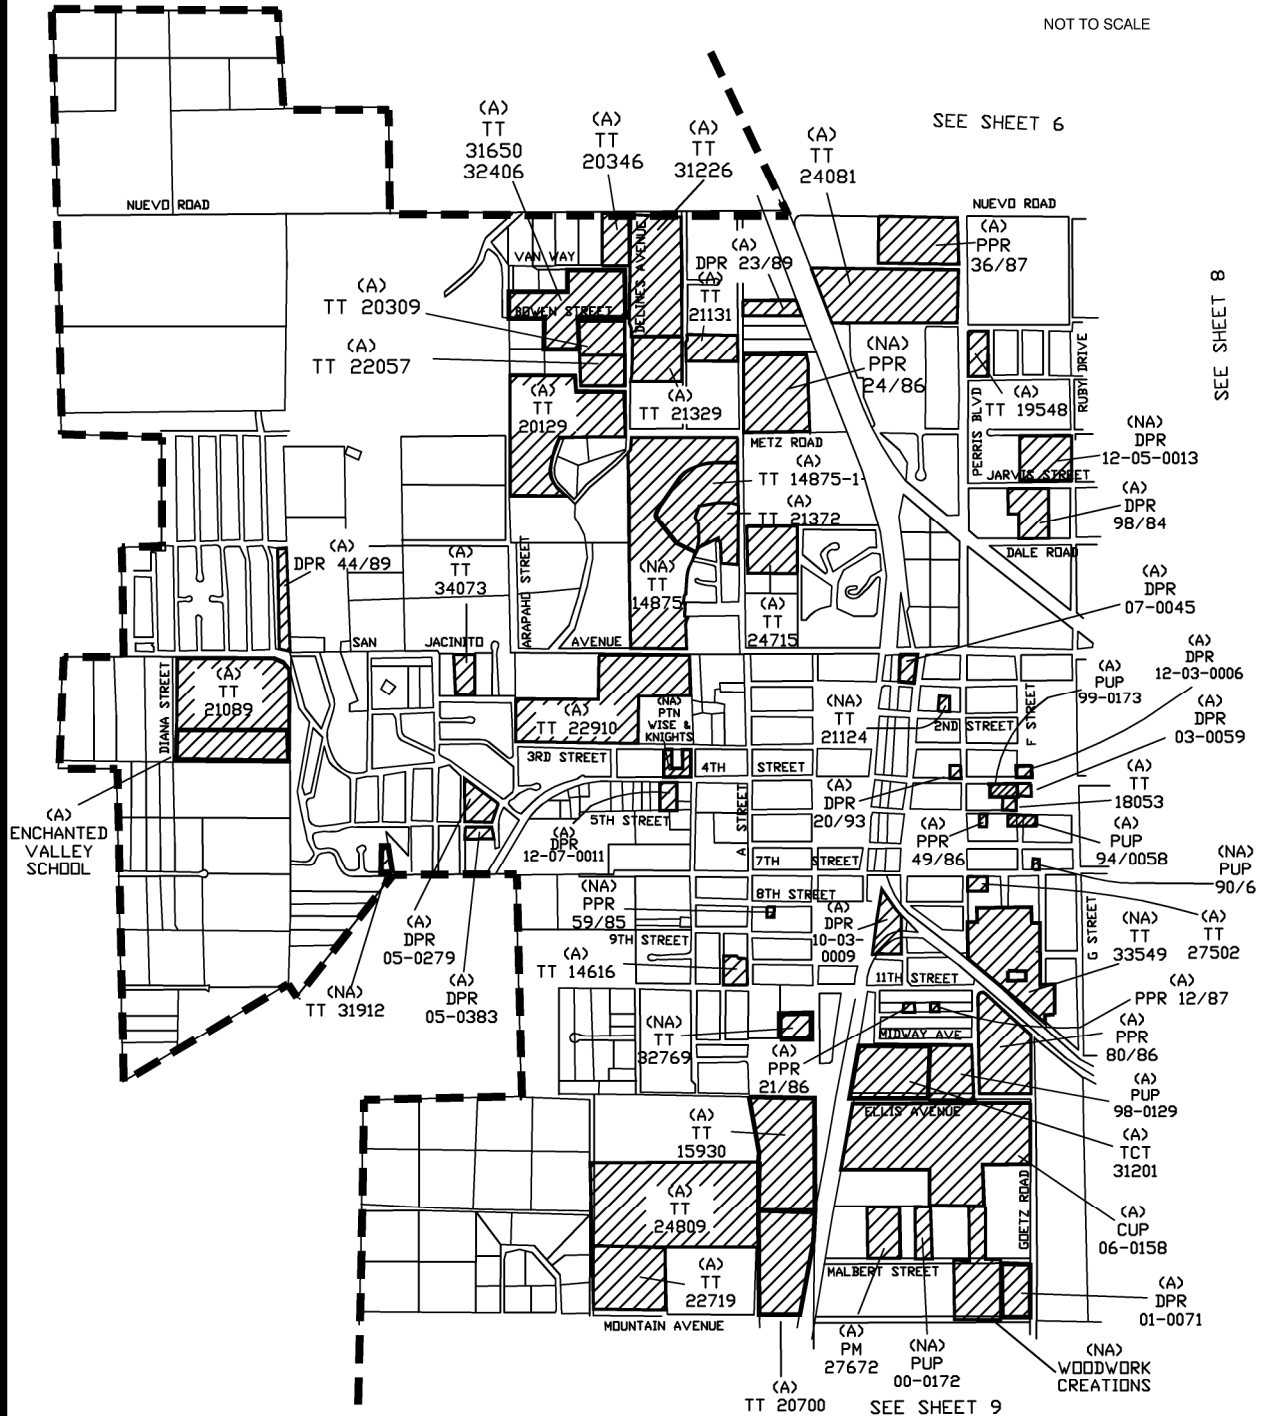 NOT TO SCALE
SEE SHEET 6
SEE SHEET 8
(A)
TT
31650
32406
(A)
TT
20346
(A)
TT
31226
(A)
TT
24081
NUEVO ROAD
NUEVO ROAD
(A)
PPR
36/87
VAN WAY
DELINES AVENUE
(A)
DPR 23/89
(A)
TT
21131
(A)
TT 20309
BOWEN STREET
(A)
TT 22057
(NA)
PPR
24/86
RUBY DRIVE
(A)
TT
20129
(A)
TT 21329
(A)
TT 19548
PERRIS BLVD
METZ ROAD
(NA)
DPR
12-05-0013
JARVIS STREET
(A)
TT 14875-1
(A)
TT 21372
(A)
DPR
98/84
DALE ROAD
(A)
DPR 44/89
(A)
TT
34073
ARAPAHO STREET
(NA)
TT
14875
(A)
TT
24715
(A)
DPR
07-0045
SAN JACINITO AVENUE
(A)
DPR
12-03-0006
(A)
PUP
99-0173
DIANA STREET
(A)
TT
21089
(A)
TT 22910
(NA)
PTN
WISE &
KNIGHTS
(NA)
TT
21124
2ND STREET
F STREET
(A)
DPR
03-0059
3RD STREET
4TH STREET
(A)
TT
18053
(A)
ENCHANTED
VALLEY
SCHOOL
5TH STREET
A STREET
(A)
DPR
20/93
(A)
PPR
49/86
(A)
PUP
94/0058
(A)
DPR
12-07-0011
7TH STREET
(NA)
PUP
90/6
(NA)
PPR
59/85
8TH STREET
(A)
DPR
10-03-
0009
(A)
DPR
05-0279
9TH STREET
G STREET
(NA)
TT
33549
(A)
TT
27502
(A)
TT 14616
11TH STREET
(NA)
TT 31912
(A)
DPR
05-0383
(A)
PPR 12/87
(NA)
TT
32769
MIDWAY AVE
(A)
PPR
80/86
(A)
PPR
21/86
(A)
PUP
98-0129
ELLIS AVENUE
(A)
TT
15930
(A)
TCT
31201
(A)
TT
24809
GOETZ ROAD
(A)
CUP
06-0158
(A)
TT
22719
MALBERT STREET
(A)
DPR
01-0071
MOUNTAIN AVENUE
(A)
PM
27672
(NA)
PUP
00-0172
(NA)
WOODWORK
CREATIONS
(A)
TT 20700
SEE SHEET 9